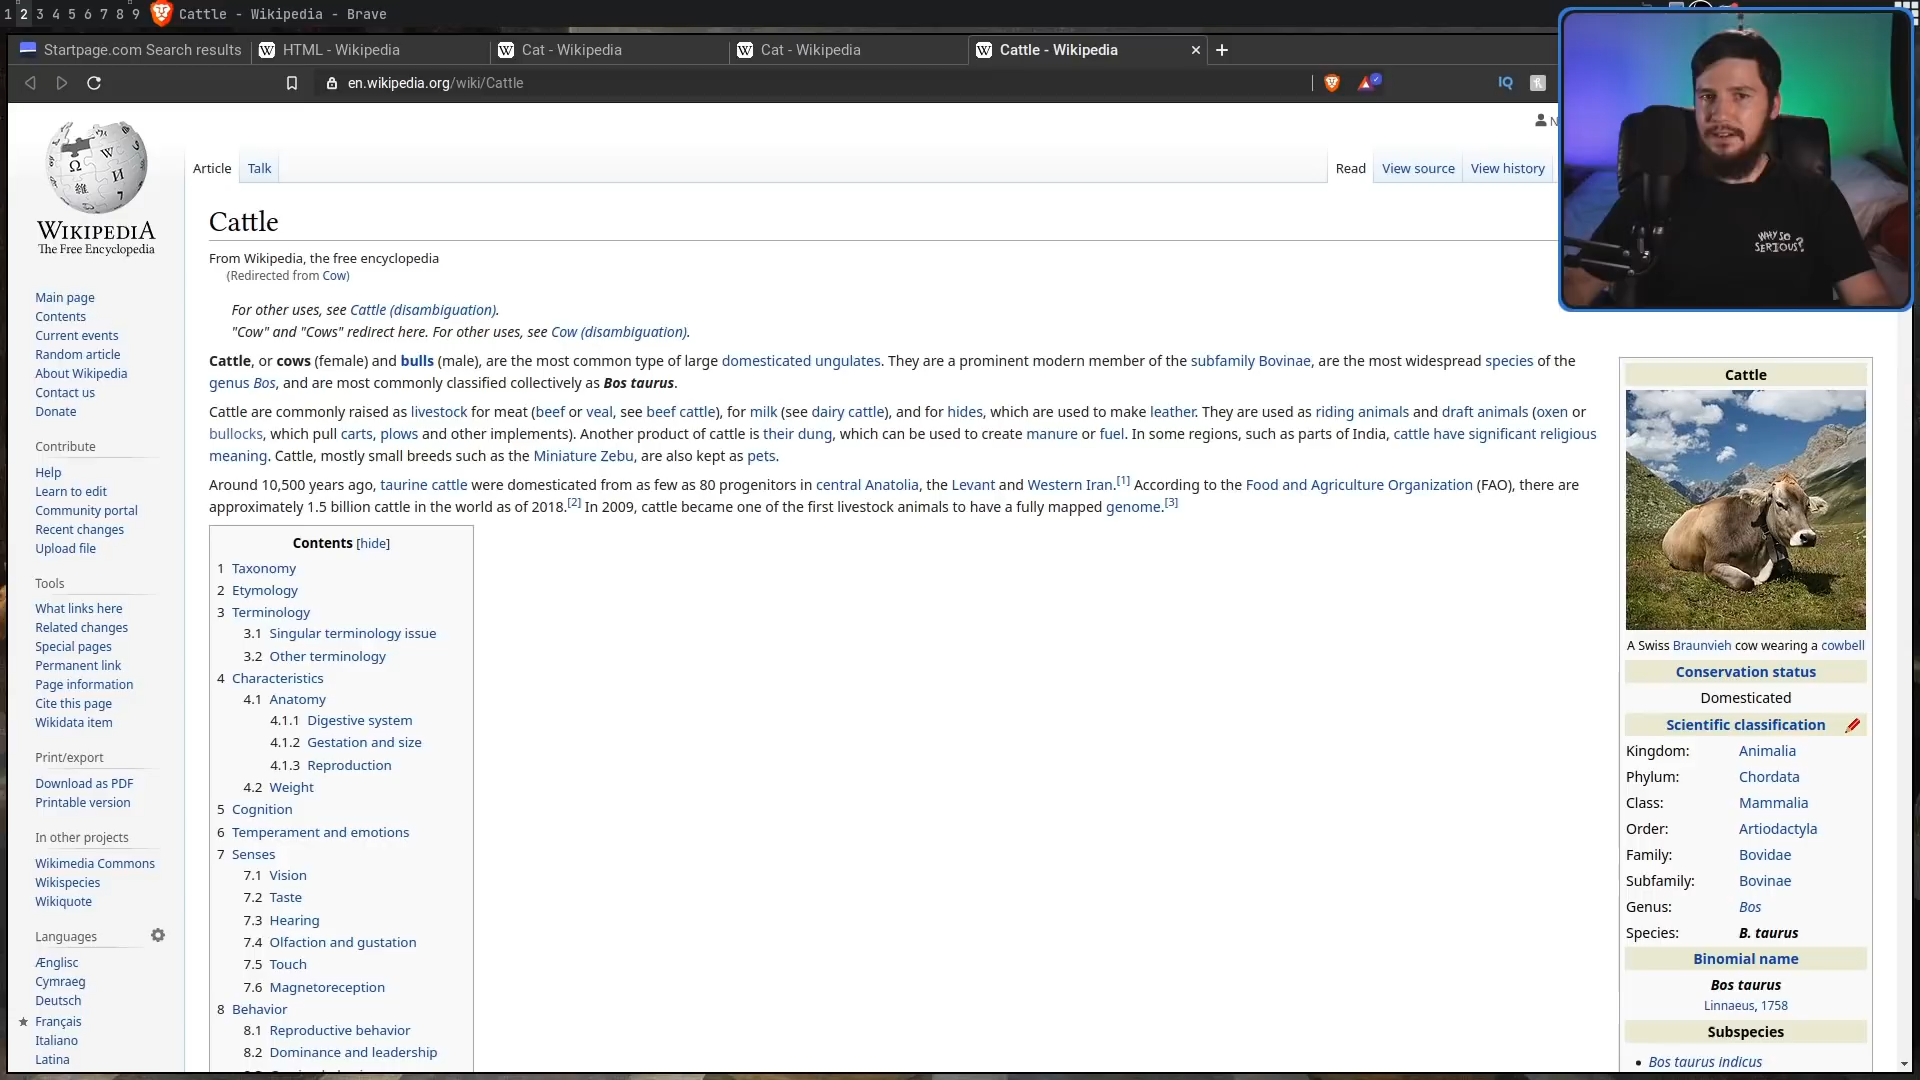 1 2 3 4 5 6 7 8 9 Cattle - Wikipedia - Brave
Startpage.com Search results
HTML - Wikipedia
Cat - Wikipedia
Cat - Wikipedia
Cattle - Wikipedia
en.wikipedia.org/wiki/Cattle
IQ
WHY SO
SERIOUS?
WIKIPEDIA
The Free Encyclopedia
Main page
Contents
Current events
Random article
About Wikipedia
Contact us
Donate
Contribute
Help
Learn to edit
Community portal
Recent changes
Upload file
Tools
What links here
Related changes
Special pages
Permanent link
Page information
Cite this page
Wikidata item
Print/export
Download as PDF
Printable version
In other projects
Wikimedia Commons
Wikispecies
Wikiquote
Languages
Ænglisc
Cymraeg
Deutsch
Français
Italiano
Latina
Article Talk
Read View source View history
Cattle
From Wikipedia, the free encyclopedia
(Redirected from Cow)
For other uses, see Cattle (disambiguation).
"Cow" and "Cows" redirect here. For other uses, see Cow (disambiguation).
Cattle, or cows (female) and bulls (male), are the most common type of large domesticated ungulates. They are a prominent modern member of the subfamily Bovinae, are the most widespread species of the
genus Bos, and are most commonly classified collectively as Bos taurus.
Cattle are commonly raised as livestock for meat (beef or veal, see beef cattle), for milk (see dairy cattle), and for hides, which are used to make leather. They are used as riding animals and draft animals (oxen or
bullocks, which pull carts, plows and other implements). Another product of cattle is their dung, which can be used to create manure or fuel. In some regions, such as parts of India, cattle have significant religious
meaning. Cattle, mostly small breeds such as the Miniature Zebu, are also kept as pets.
Around 10,500 years ago, taurine cattle were domesticated from as few as 80 progenitors in central Anatolia, the Levant and Western Iran.[1] According to the Food and Agriculture Organization (FAO), there are
approximately 1.5 billion cattle in the world as of 2018.[2] In 2009, cattle became one of the first livestock animals to have a fully mapped genome.[3]
Contents [hide]
1 Taxonomy
2 Etymology
3 Terminology
3.1 Singular terminology issue
3.2 Other terminology
4 Characteristics
4.1 Anatomy
4.1.1 Digestive system
4.1.2 Gestation and size
4.1.3 Reproduction
4.2 Weight
5 Cognition
6 Temperament and emotions
7 Senses
7.1 Vision
7.2 Taste
7.3 Hearing
7.4 Olfaction and gustation
7.5 Touch
7.6 Magnetoreception
8 Behavior
8.1 Reproductive behavior
8.2 Dominance and leadership
Cattle
A Swiss Braunvieh cow wearing a cowbell
Conservation status
Domesticated
Scientific classification
Kingdom: Animalia
Phylum: Chordata
Class: Mammalia
Order: Artiodactyla
Family: Bovidae
Subfamily: Bovinae
Genus: Bos
Species: B. taurus
Binomial name
Bos taurus
Linnaeus, 1758
Subspecies
• Bos taurus indicus